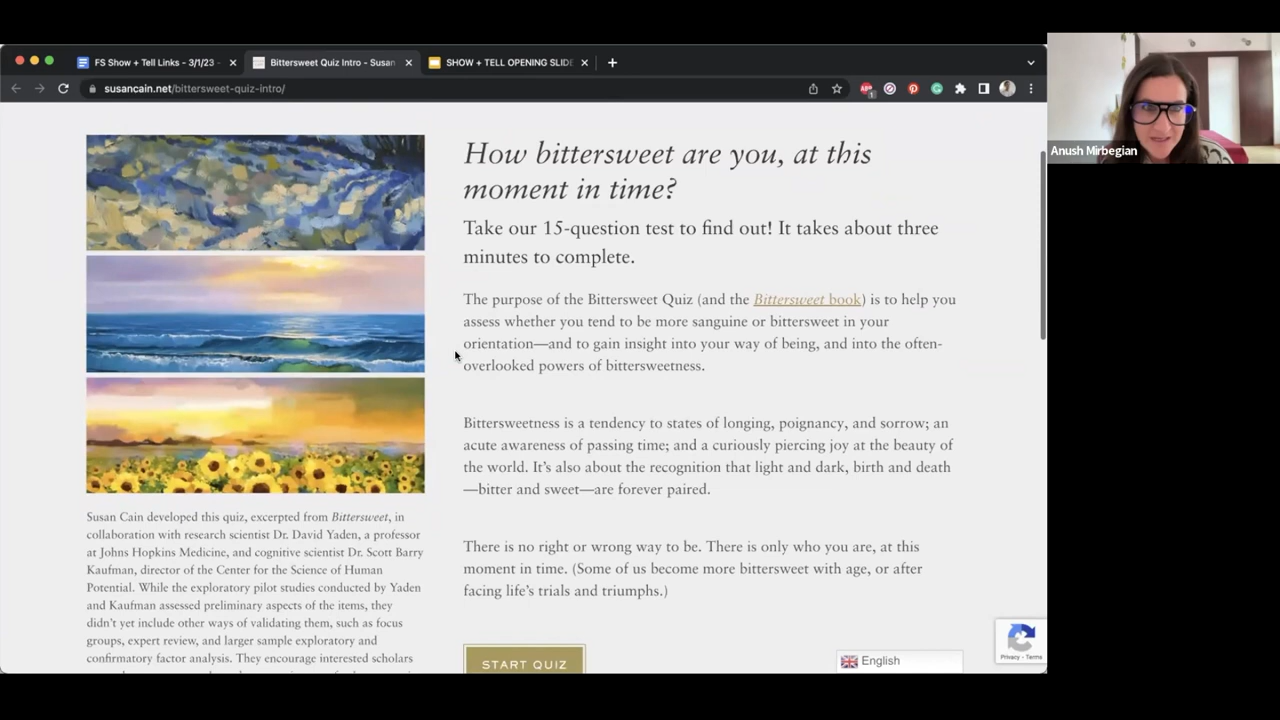 FS Show + Tell Links - 3/1/23
Bittersweet Quiz Intro - Susan
SHOW + TELL OPENING SLIDE
susancain.net/bittersweet-quiz-intro/
1
Anush Mirbegian
How bittersweet are you, at this
moment in time?
Take our 15-question test to find out! It takes about three
minutes to complete.
The purpose of the Bittersweet Quiz (and the Bittersweet book) is to help you
assess whether you tend to be more sanguine or bittersweet in your
orientation—and to gain insight into your way of being, and into the often-
overlooked powers of bittersweetness.
Bittersweetness is a tendency to states of longing, poignancy, and sorrow; an
acute awareness of passing time; and a curiously piercing joy at the beauty of
the world. It’s also about the recognition that light and dark, birth and death
—bitter and sweet—are forever paired.
There is no right or wrong way to be. There is only who you are, at this
moment in time. (Some of us become more bittersweet with age, or after
facing life’s trials and triumphs.)
START QUIZ
Susan Cain developed this quiz, excerpted from Bittersweet, in
collaboration with research scientist Dr. David Yaden, a professor
at Johns Hopkins Medicine, and cognitive scientist Dr. Scott Barry
Kaufman, director of the Center for the Science of Human
Potential. While the exploratory pilot studies conducted by Yaden
and Kaufman assessed preliminary aspects of the items, they
didn’t yet include other ways of validating them, such as focus
groups, expert review, and larger sample exploratory and
confirmatory factor analysis. They encourage interested scholars
English
Privacy - Terms